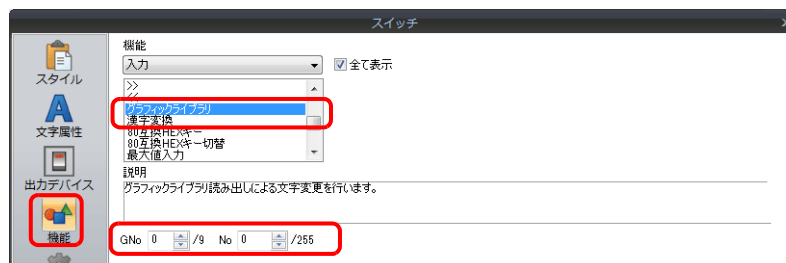 スイッチ
スタイル
文字属性
出力デバイス
機能
機能
入力
全て表示
>>
<<
グラフィックライブラリ
漢字変換
80互換HEXキー
80互換HEXキー切替
最大値入力
説明
グラフィックライブラリ読み出しによる文字変更を行います。
GNo 0 /9 No 0 /255